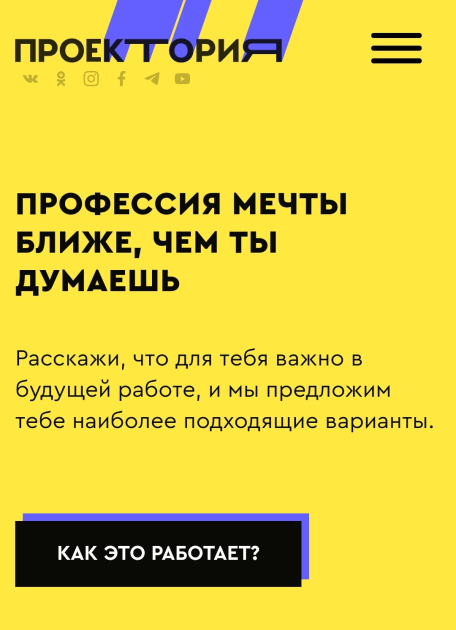 ПРОЕКТОРИЯ
ПРОФЕССИЯ МЕЧТЫ
БЛИЖЕ, ЧЕМ ТЫ
ДУМАЕШЬ
Расскажи, что для тебя важно в
будущей работе, и мы предложим
тебе наиболее подходящие варианты.
КАК ЭТО РАБОТАЕТ?